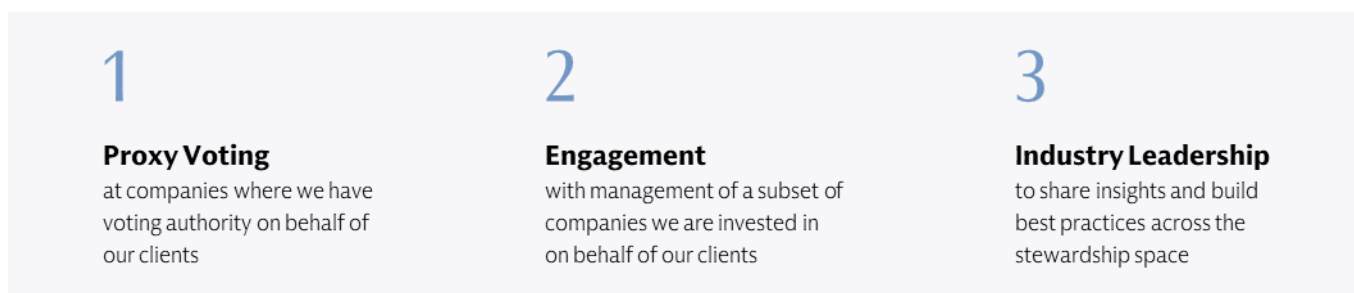 1
Proxy Voting
at companies where we have
voting authority on behalf of
our clients
2
Engagement
with management of a subset of
companies we are invested in
on behalf of our clients
3
Industry Leadership
to share insights and build
best practices across the
stewardship space